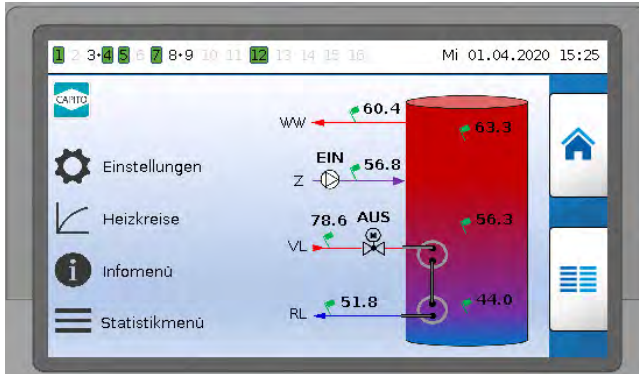 1 2 3•4 5 6 7 8•9 10 11 12 13 14 15 16 Mi 01.04.2020 15:25
CAPITO
Einstellungen
Heizkreise
Infomenü
Statistikmenü
WW 60.4
63.3
EIN
Z 56.8
78.6 AUS
56.3
VL
51.8
44.0
RL